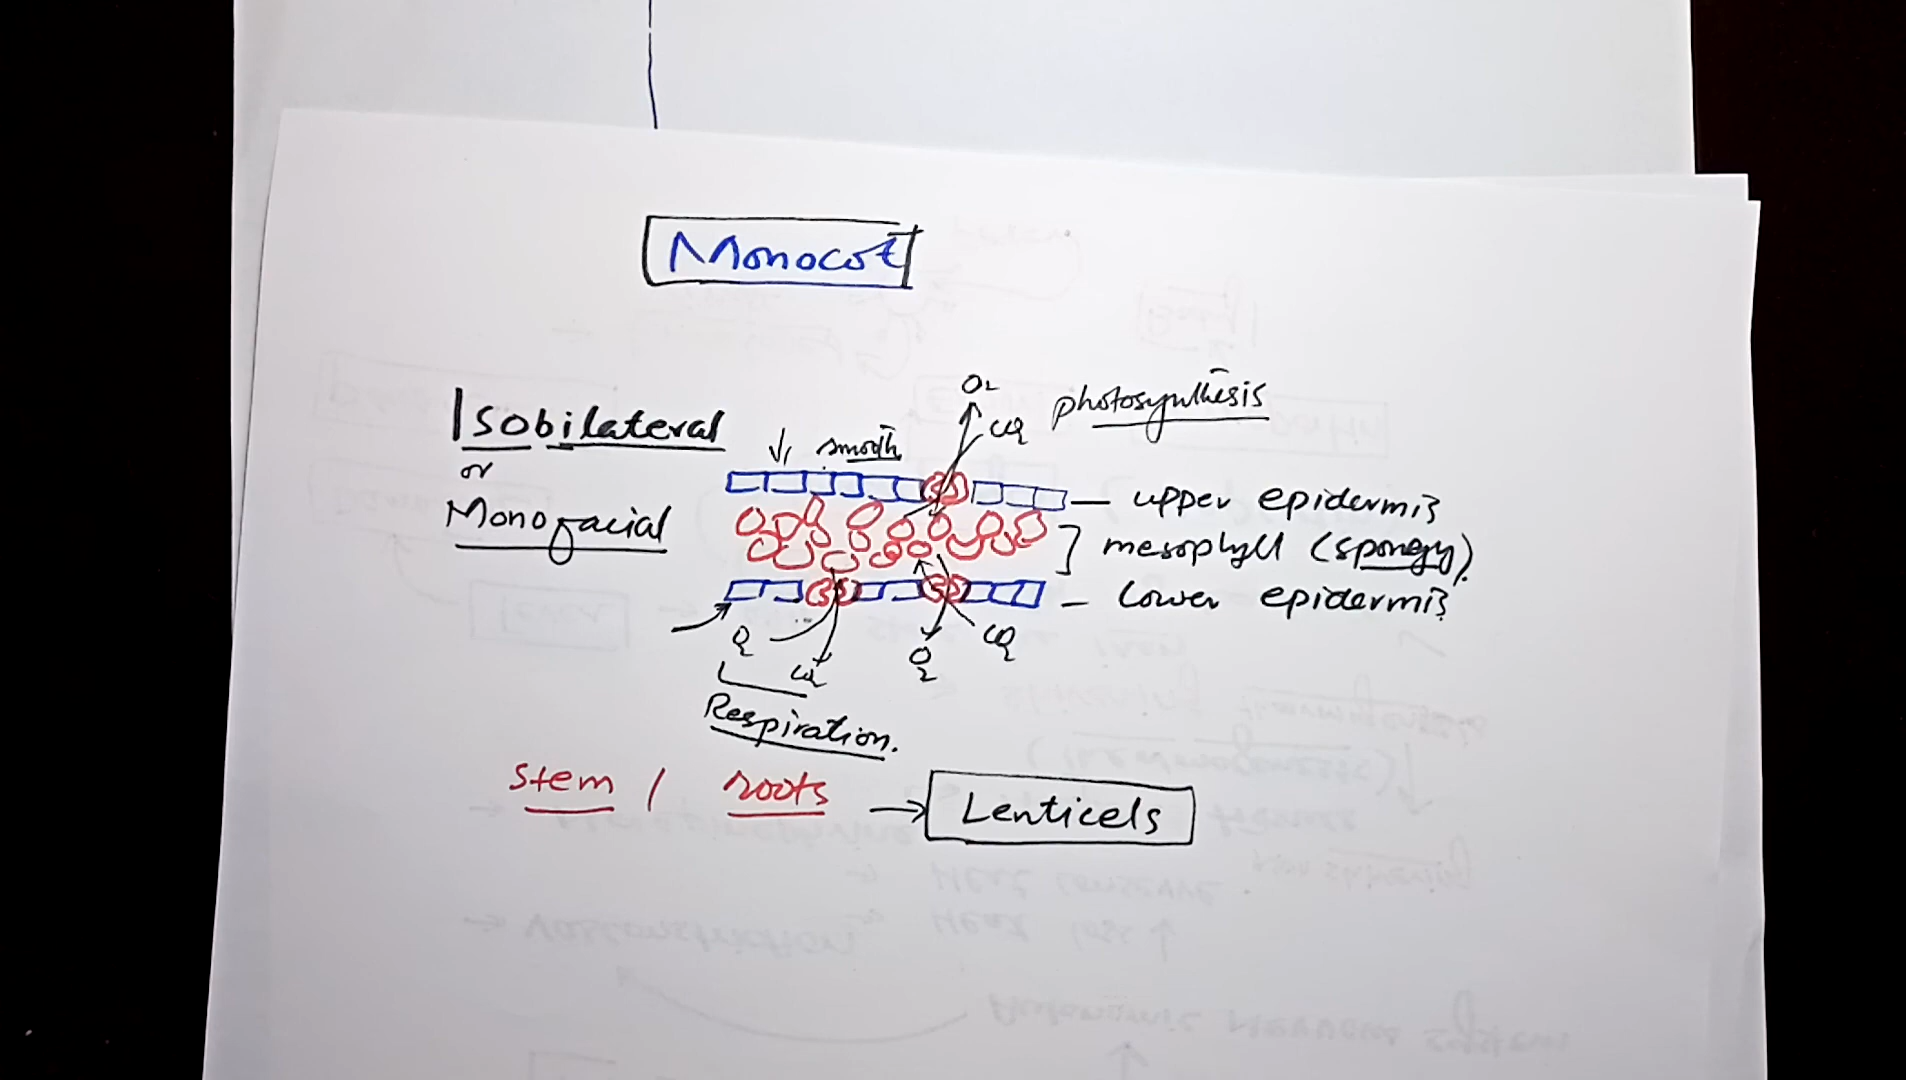 Monocot
Isobilateral
or
Monofacial
smooth
O2
CO2
photosynthesis
upper epidermis
mesophyll (spongy).
lower epidermis
O2
CO2
O2
CO2
Respiration.
stem / roots → Lenticels